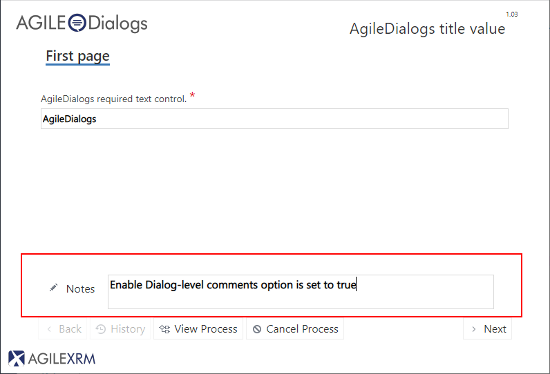 AGILE Dialogs
1.03
AgileDialogs title value
First page
AgileDialogs required text control. *
AgileDialogs
Notes
Enable Dialog-level comments option is set to true
< Back
History
View Process
Cancel Process
> Next
AGILEXRM